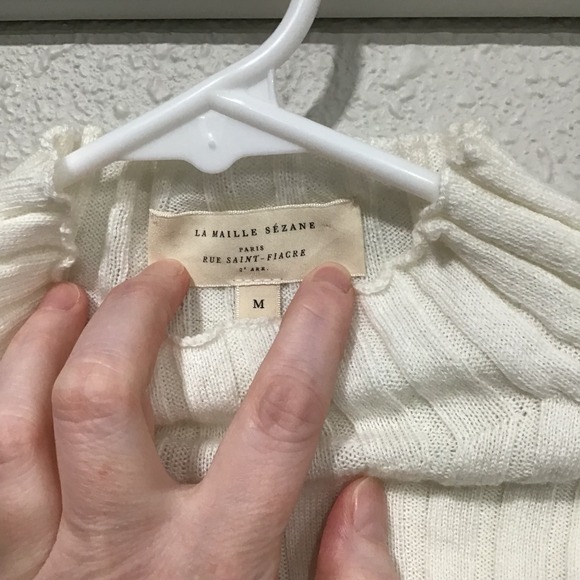 LA MAILLE SÉZANE
PARIS
RUE SAINT-FIACRE
2ᵉ ARR.
M